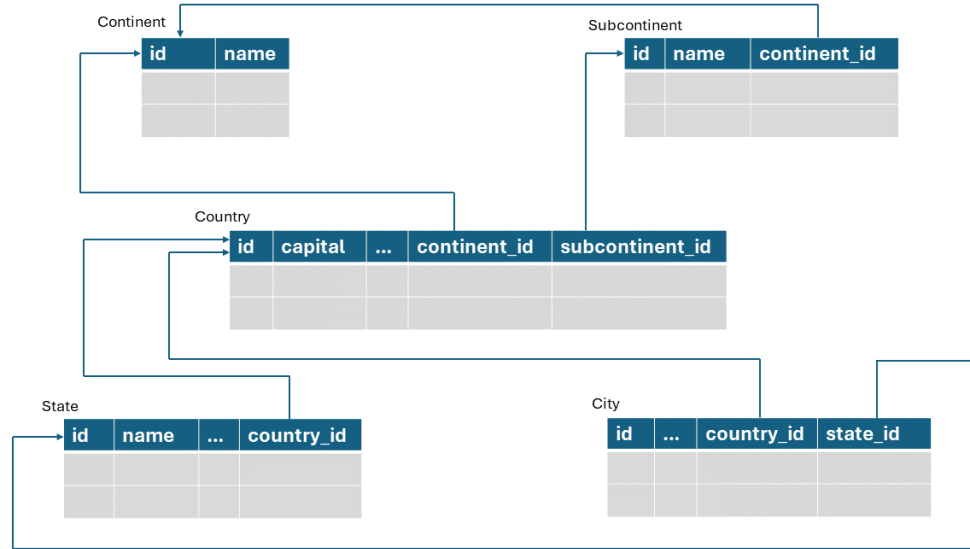 Continent
id name
Subcontinent
id name continent_id
Country
id capital ... continent_id subcontinent_id
State
id name ... country_id
City
id ... country_id state_id